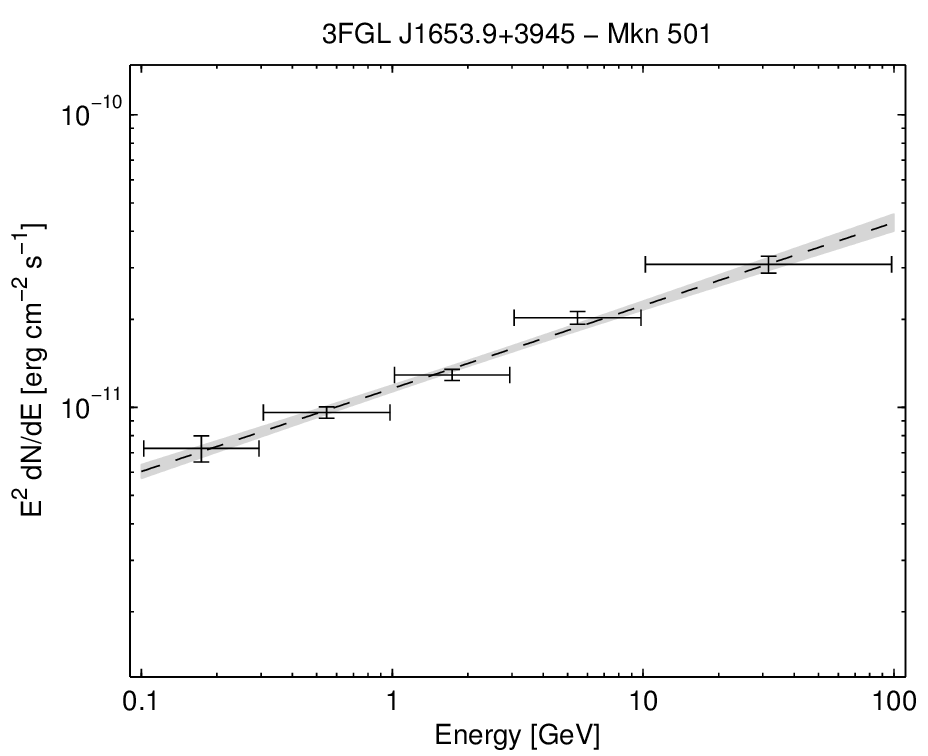 3FGL J1653.9+3945 − Mkn 501
10⁻¹⁰
10⁻¹¹
E² dN/dE [erg cm⁻² s⁻¹]
0.1 1 10 100
Energy [GeV]